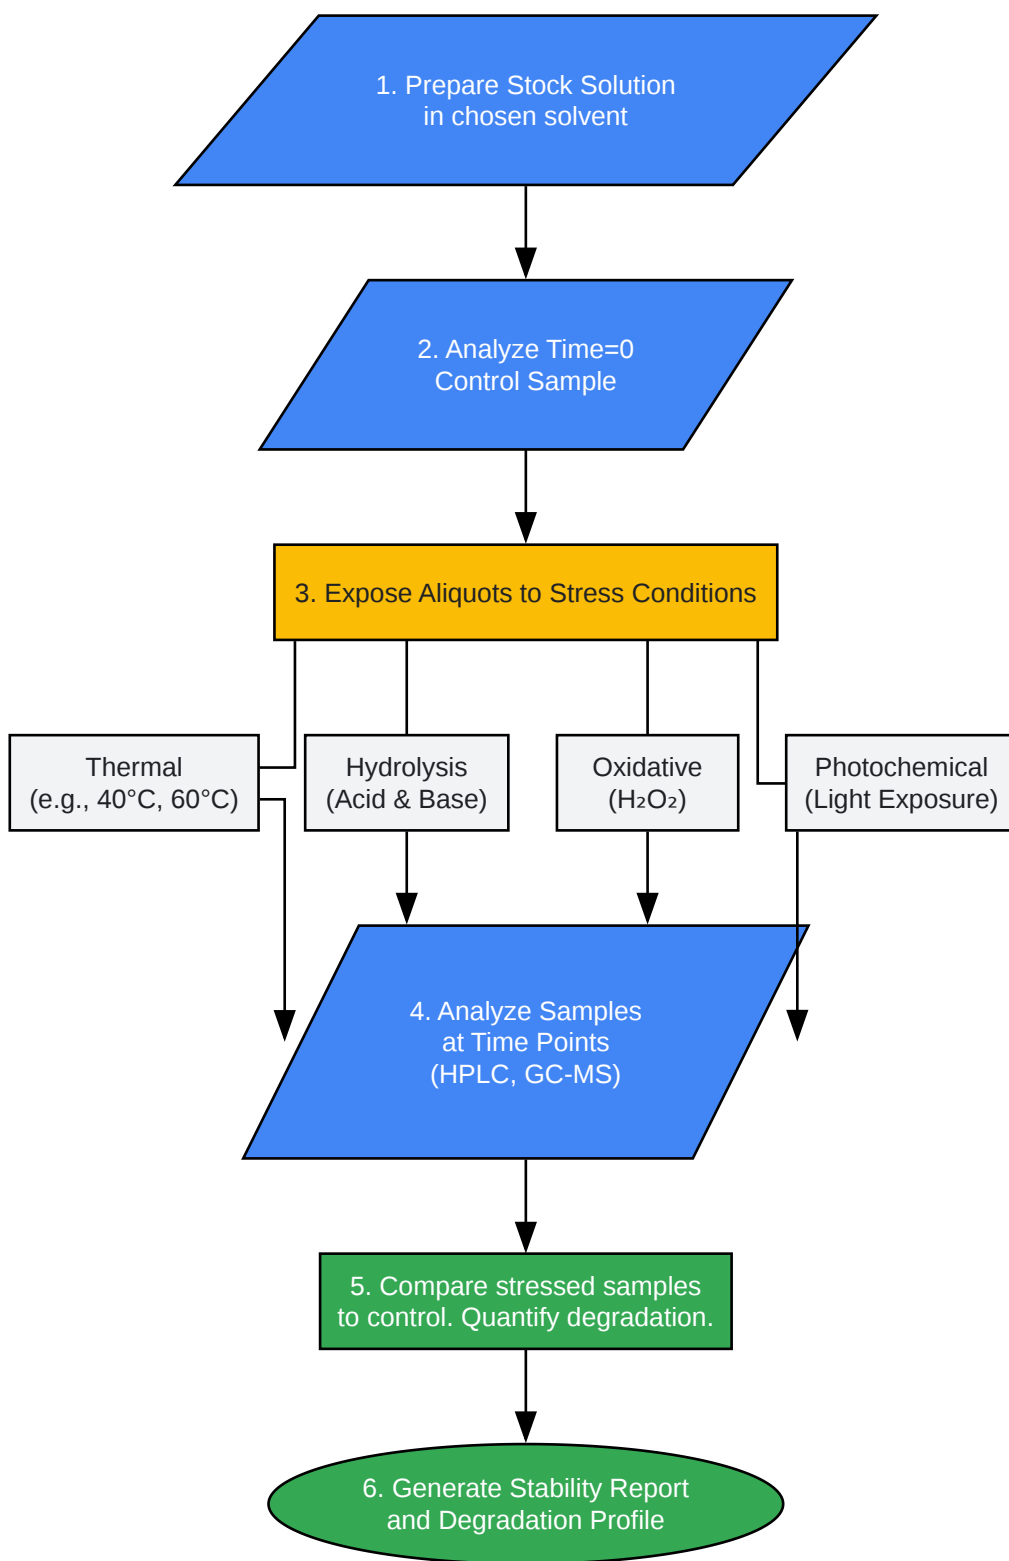 1. Prepare Stock Solution
in chosen solvent
2. Analyze Time=0
Control Sample
3. Expose Aliquots to Stress Conditions
Thermal
(e.g., 40°C, 60°C)
Hydrolysis
(Acid & Base)
Oxidative
(H₂O₂)
Photochemical
(Light Exposure)
4. Analyze Samples
at Time Points
(HPLC, GC-MS)
5. Compare stressed samples
to control. Quantify degradation.
6. Generate Stability Report
and Degradation Profile